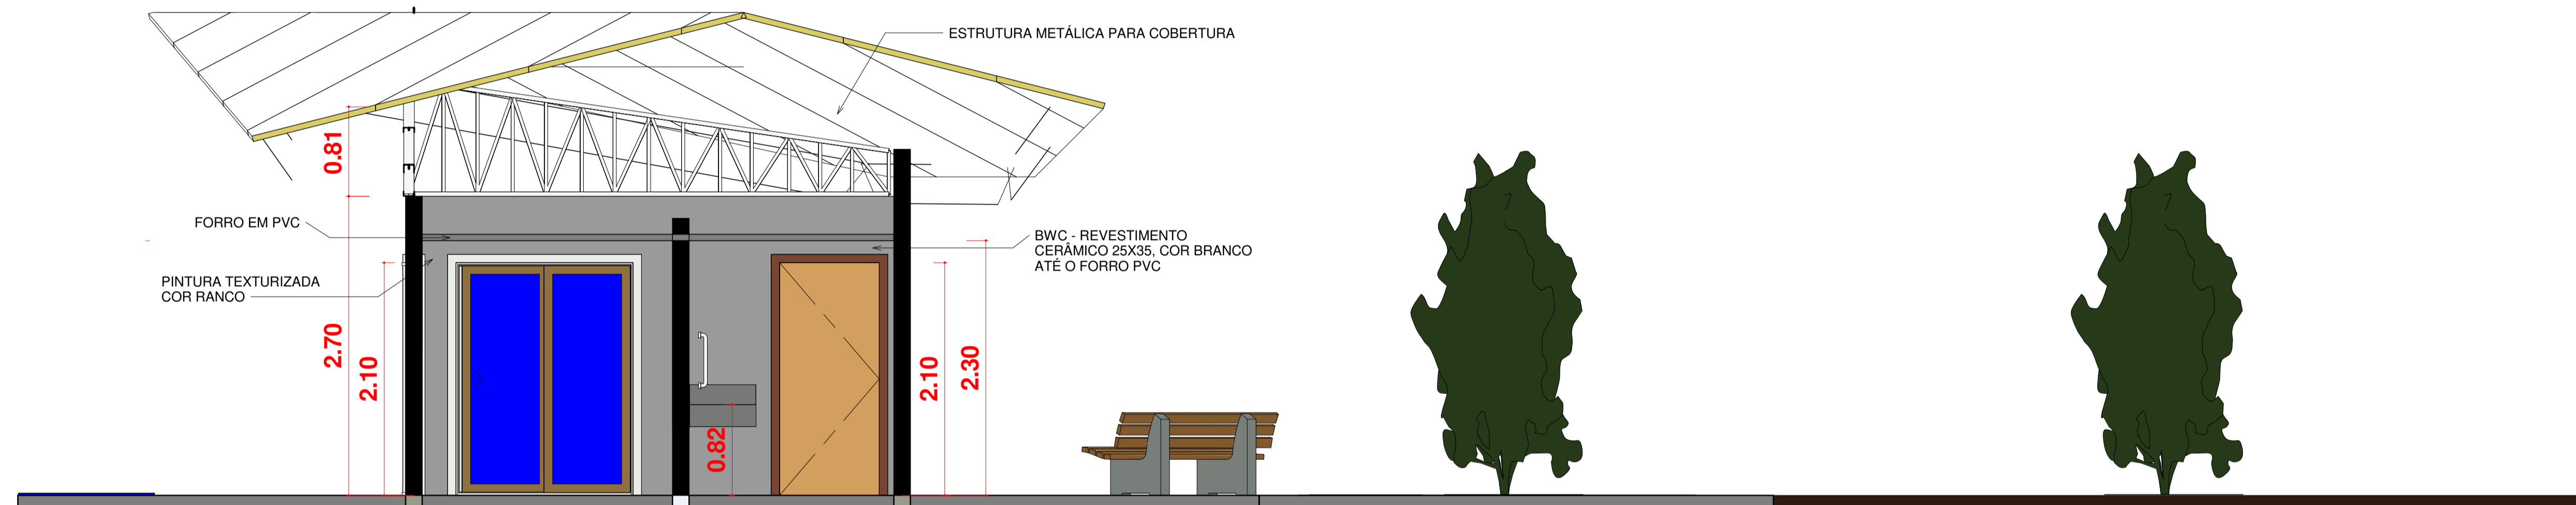 ESTRUTURA METÁLICA PARA COBERTURA
0.81
FORRO EM PVC
BWC - REVESTIMENTO
CERÂMICO 25X35, COR BRANCO
ATÉ O FORRO PVC
PINTURA TEXTURIZADA
COR RANCO
2.70
2.10
0.82
2.10
2.30